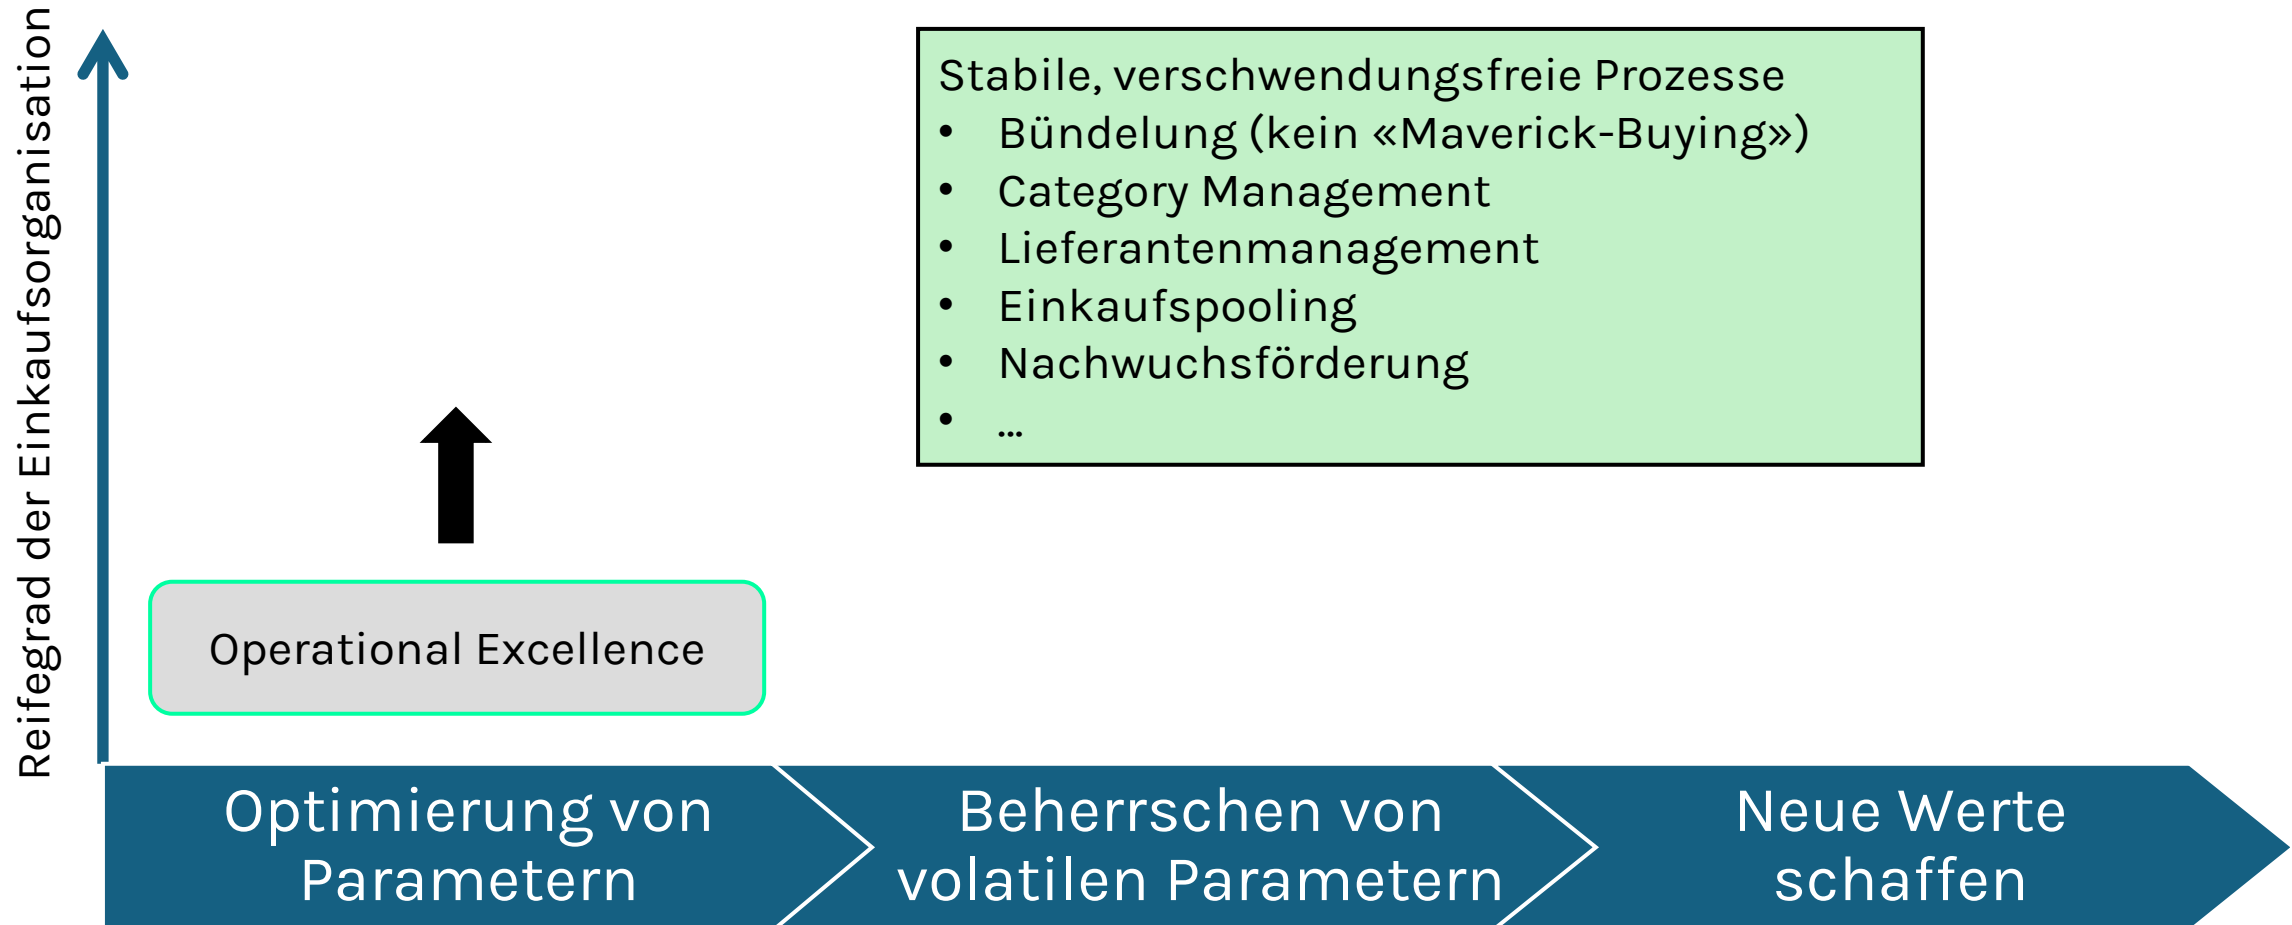 Reifegrad der Einkaufsorganisation
Stabile, verschwendungsfreie Prozesse
• Bündelung (kein «Maverick-Buying»)
• Category Management
• Lieferantenmanagement
• Einkaufspooling
• Nachwuchsförderung
• …
Operational Excellence
Optimierung von
Parametern
Beherrschen von
volatilen Parametern
Neue Werte
schaffen